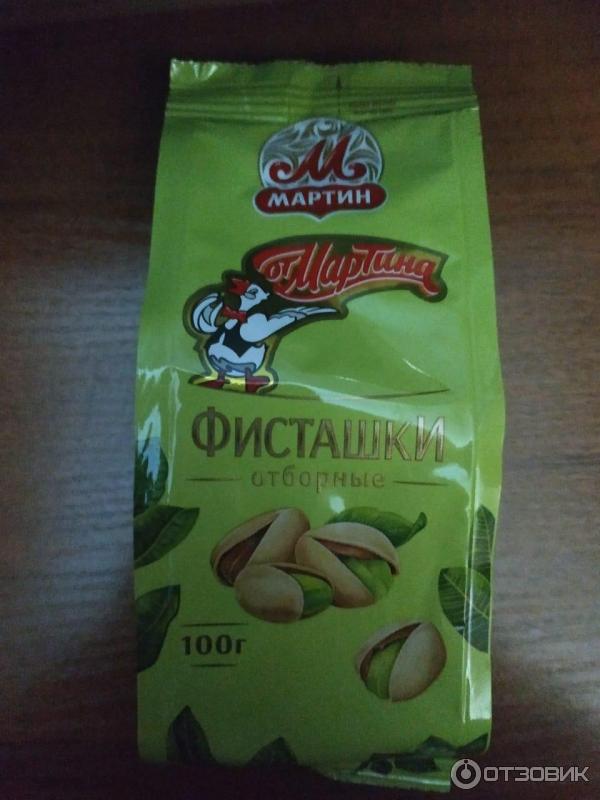 М
МАРТИН
от Мартина
ФИСТАШКИ
отборные
100г
ОТЗОВИК